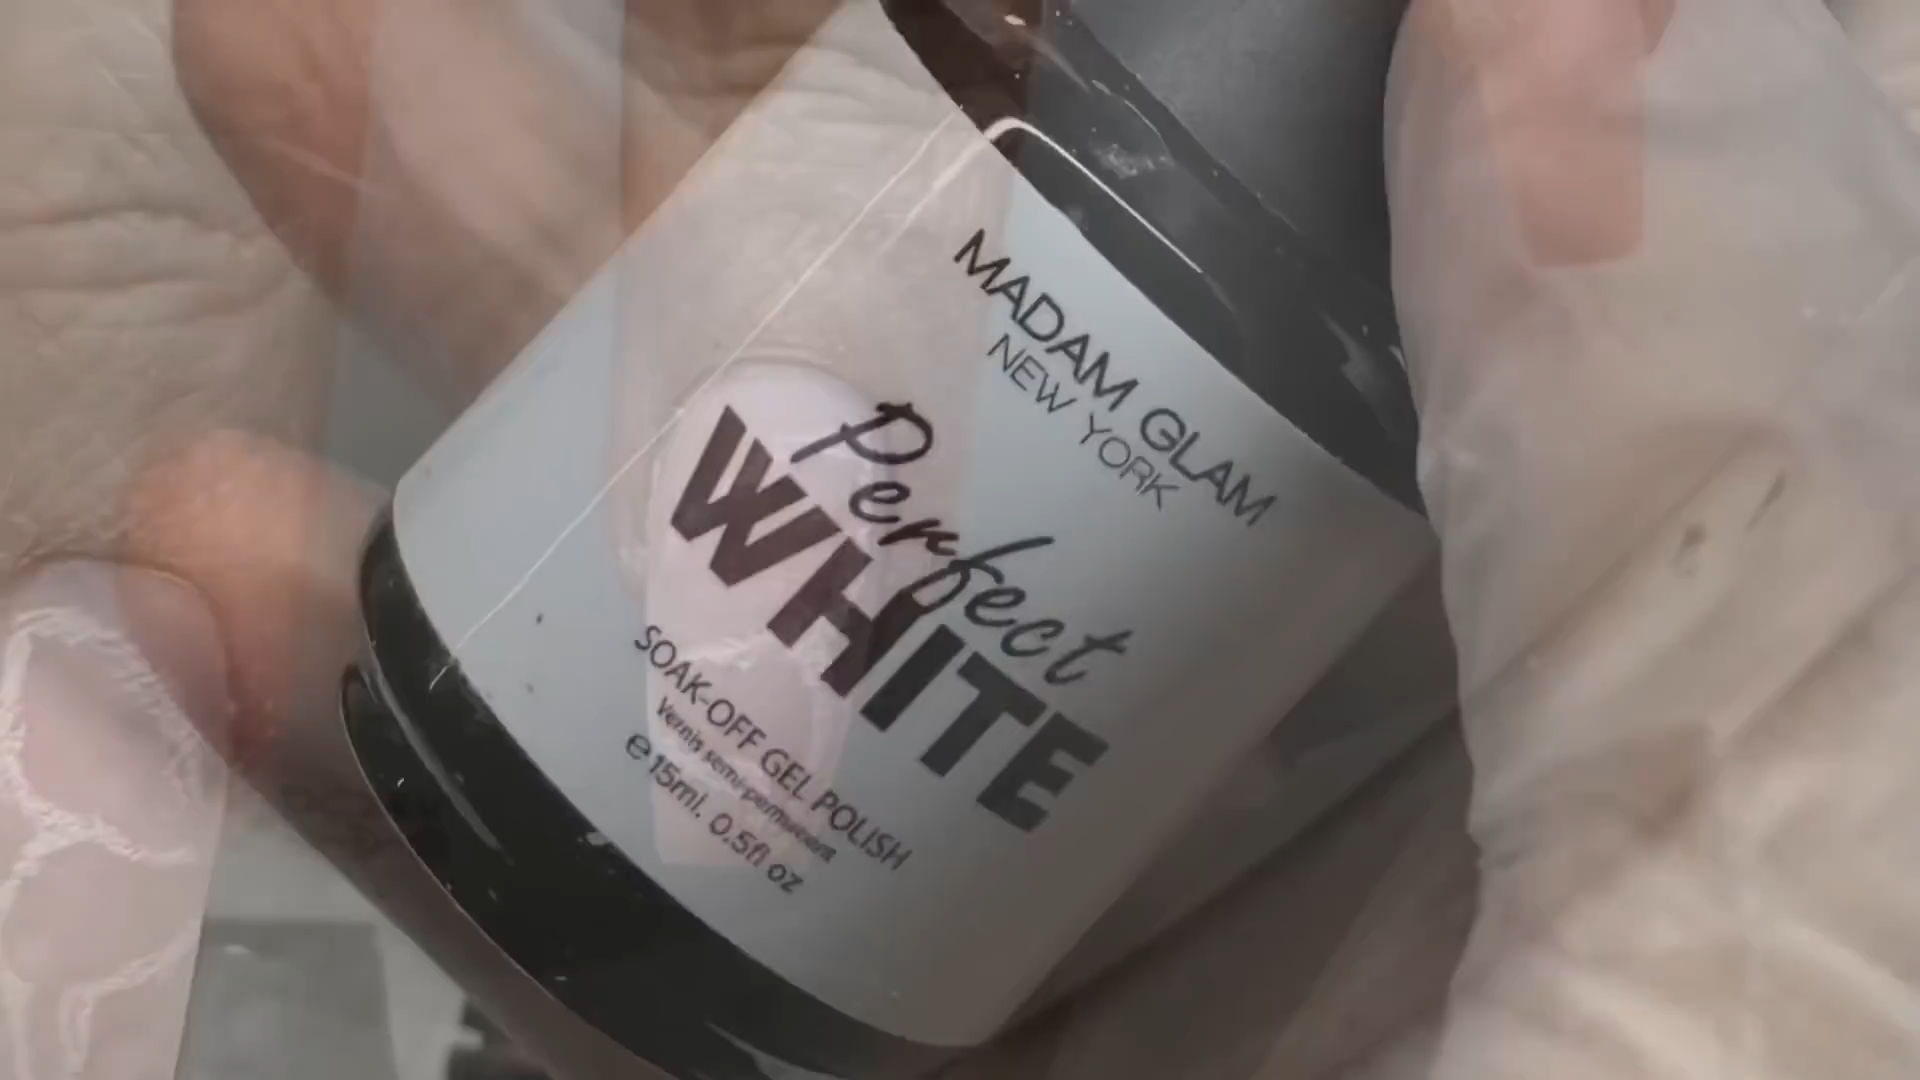 MADAM GLAM
NEW YORK
Perfect
WHITE
SOAK-OFF GEL POLISH
Vernis semi-permanent
℮ 15ml. 0.5fl oz